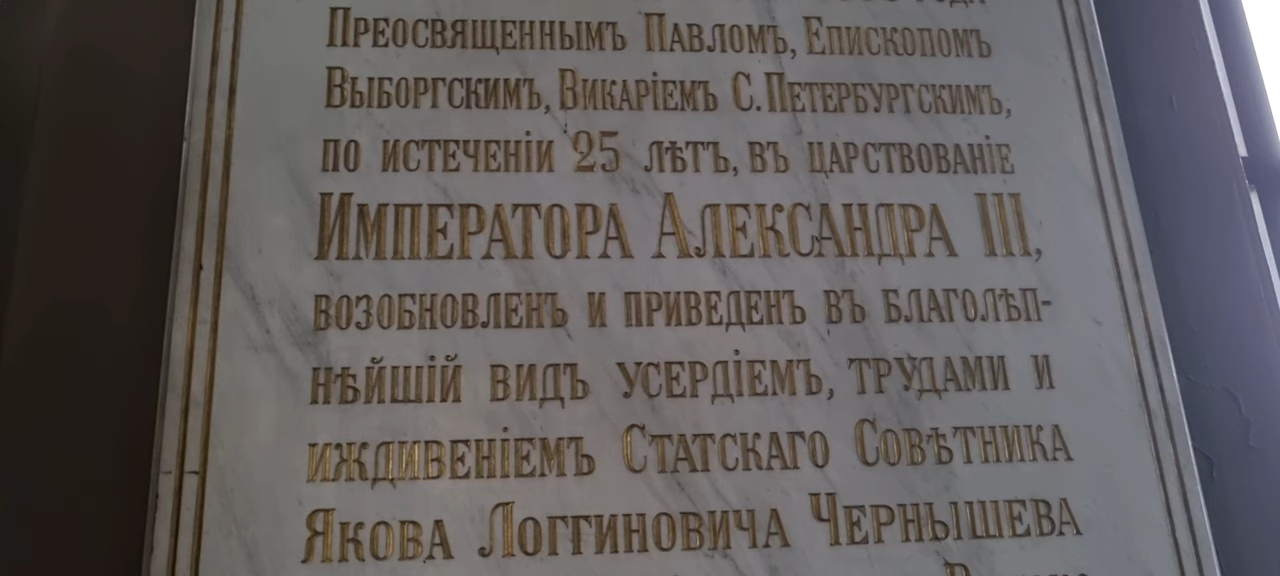 Преосвященнымъ Павломъ, Епископомъ
Выборгскимъ, Викаріемъ С. Петербургскимъ,
по истеченіи 25 лѣтъ, въ царствованіе
Императора Александра III,
возобновленъ и приведенъ въ благолѣп-
нѣйшій видъ усердіемъ, трудами и
иждивеніемъ Статскаго Совѣтника
Якова Логгиновича Чернышева